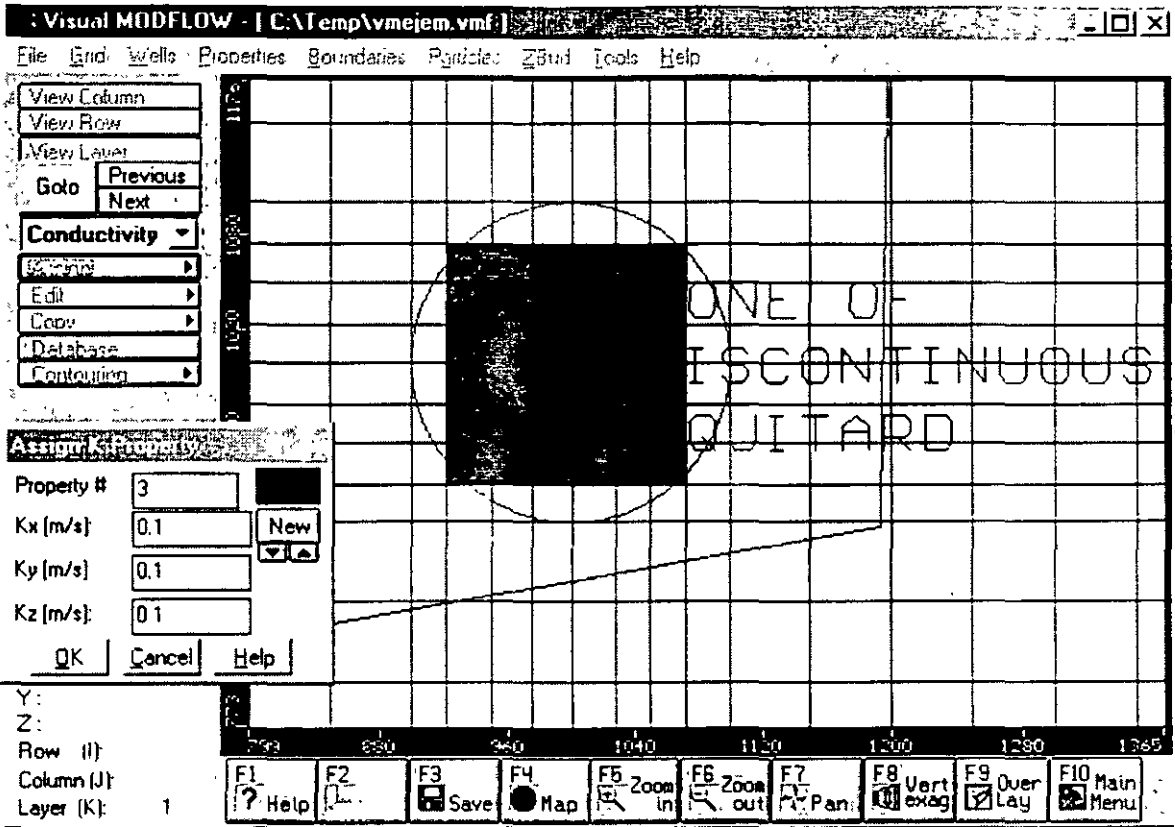 : Visual MODFLOW - [ C:\Temp\vmejem.vmf ]
File Grid Wells Properties Boundaries Particles ZBud Tools Help
View Column
View Row
View Layer
Goto
Previous
Next
Conductivity
Edit
Copy
Database
Contouring
ONE OF
ISCONTINUOUS
QUITARD
Assign K Property
Property # 3
Kx (m/s): 0.1
New
Ky (m/s) 0.1
Kz (m/s): 0.1
OK Cancel Help
Y :
Z :
Row (I):
Column (J):
Layer (K): 1
799 880 960 1040 1120 1200 1280 1365
F1 ? Help
F2
F3 Save
F4 Map
F5 Zoom in
F6 Zoom out
F7 Pan
F8 Vert exag
F9 Over Lay
F10 Main Menu